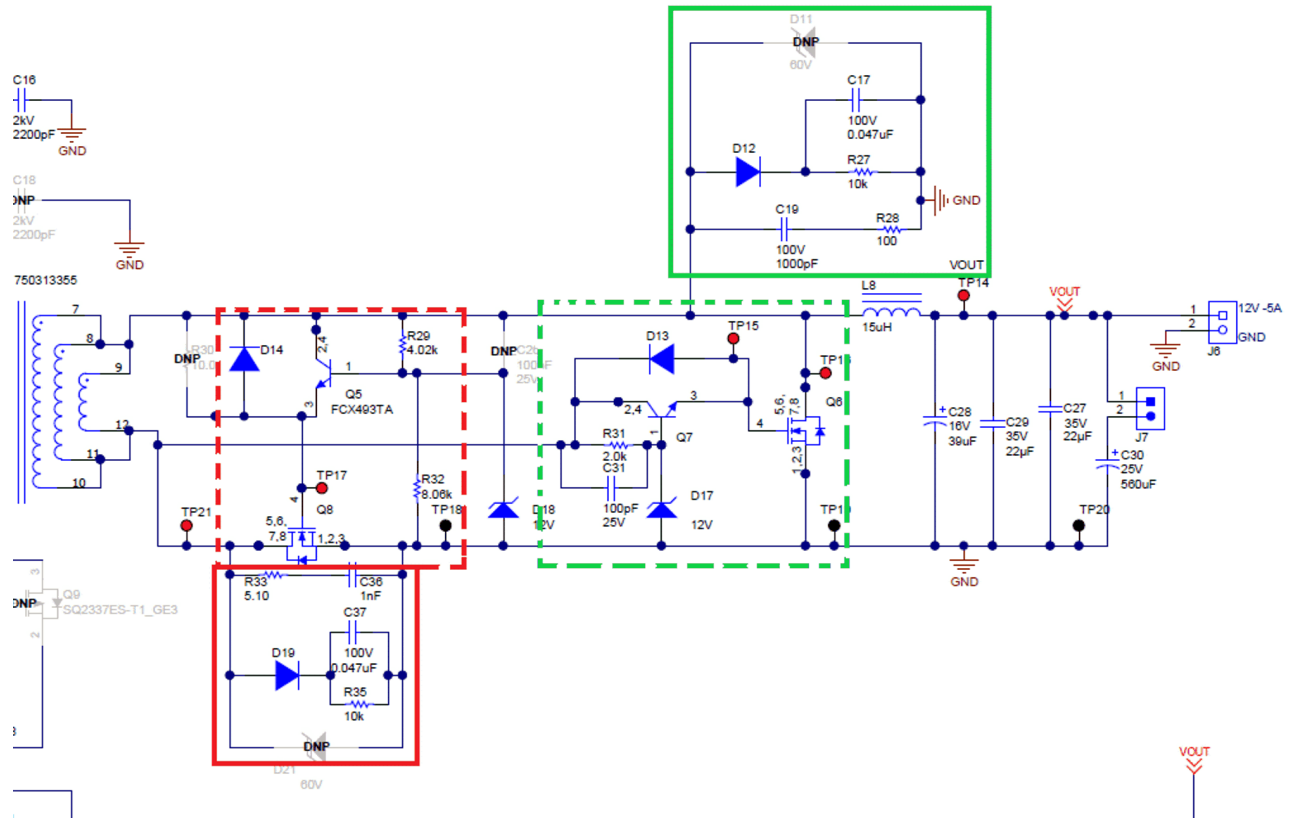 D11
DNP
60V
C16
2kV
2200pF
GND
C17
100V
0.047uF
D12
R27
10k
C18
DNP
2kV
2200pF
GND
GND
C19
100V
1000pF
R28
100
VOUT
TP14
VOUT
750313355
7
8
9
12
11
10
DNP
R30
D14
2,4
1
3
Q5
FCX493TA
R29
4.02k
DNP
25V
D13
TP15
2,4
3
1
Q7
R31
2.0k
C31
100pF
25V
D17
12V
5,6,
7,8
4
1,2,3
Q6
L8
15uH
1
2
12V -5A
GND
GND
J6
1
2
J7
C28
16V
39uF
C29
35V
22µF
C27
35V
22µF
C30
25V
560uF
R32
8.06k
TP17
4
Q8
5,6,
7,8
1,2,3
TP21
TP18
D18
12V
TP20
GND
R33
5.10
C36
1nF
C37
100V
0.047uF
D19
R35
10k
DNP
D21
60V
3
DNP
Q9
SQ2337ES-T1_GE3
2
VOUT